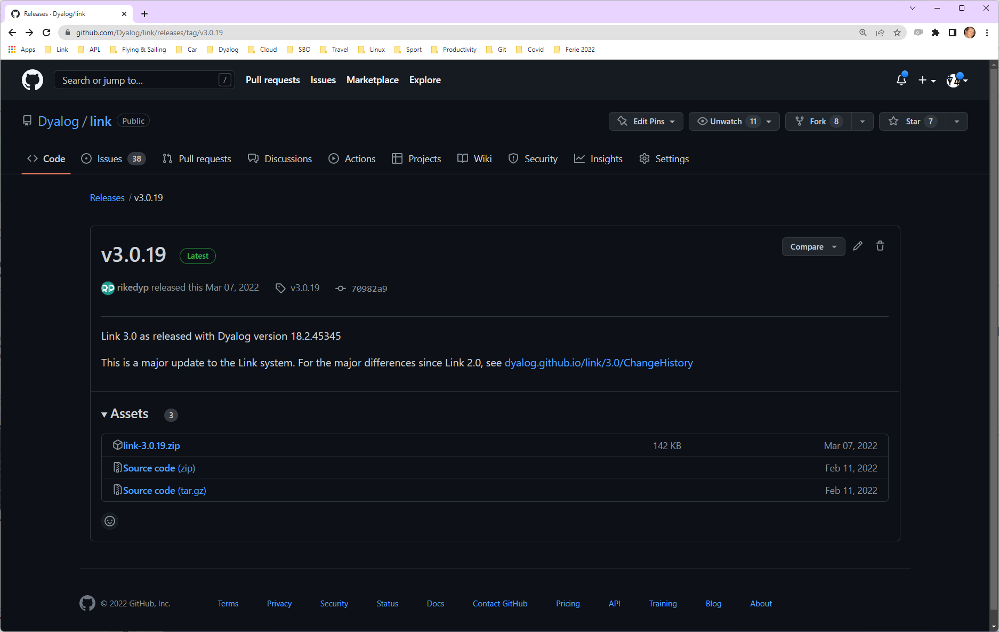 Releases · Dyalog/link
github.com/Dyalog/link/releases/tag/v3.0.19
Apps Link APL Flying & Sailing Car Dyalog Cloud SBO Travel Linux Sport Productivity Git Covid Ferie 2022
Search or jump to... / Pull requests Issues Marketplace Explore
Dyalog / link Public Edit Pins Unwatch 11 Fork 8 Star 7
Code Issues 38 Pull requests Discussions Actions Projects Wiki Security Insights Settings
Releases / v3.0.19
v3.0.19 Latest Compare
RP rikedyp released this Mar 07, 2022 v3.0.19 70982a9
Link 3.0 as released with Dyalog version 18.2.45345
This is a major update to the Link system. For the major differences since Link 2.0, see dyalog.github.io/link/3.0/ChangeHistory
Assets 3
link-3.0.19.zip 142 KB Mar 07, 2022
Source code (zip) Feb 11, 2022
Source code (tar.gz) Feb 11, 2022
© 2022 GitHub, Inc. Terms Privacy Security Status Docs Contact GitHub Pricing API Training Blog About